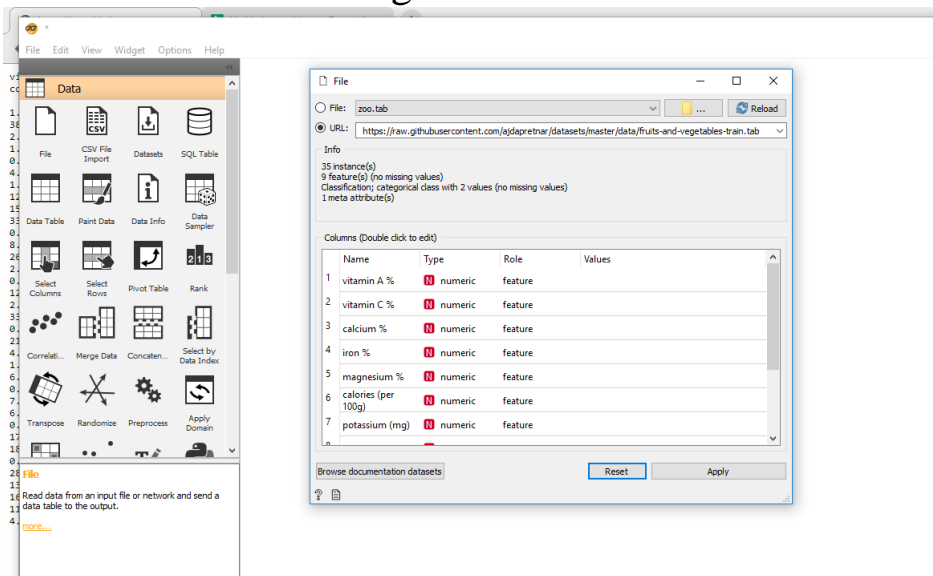 File Edit View Widget Options Help
Data
File
CSV File Import
Datasets
SQL Table
Data Table
Paint Data
Data Info
Data Sampler
Select Columns
Select Rows
Pivot Table
Rank
Correlati...
Merge Data
Concaten...
Select by Data Index
Transpose
Randomize
Preprocess
Apply Domain
File
Read data from an input file or network and send a
data table to the output.
more...
File
File: zoo.tab ... Reload
URL: https://raw.githubusercontent.com/ajdapretnar/datasets/master/data/fruits-and-vegetables-train.tab
Info
35 instance(s)
9 feature(s) (no missing values)
Classification; categorical class with 2 values (no missing values)
1 meta attribute(s)
Columns (Double click to edit)
Name Type Role Values
1 vitamin A % N numeric feature
2 vitamin C % N numeric feature
3 calcium % N numeric feature
4 iron % N numeric feature
5 magnesium % N numeric feature
6 calories (per 100g) N numeric feature
7 potassium (mg) N numeric feature
Browse documentation datasets Reset Apply